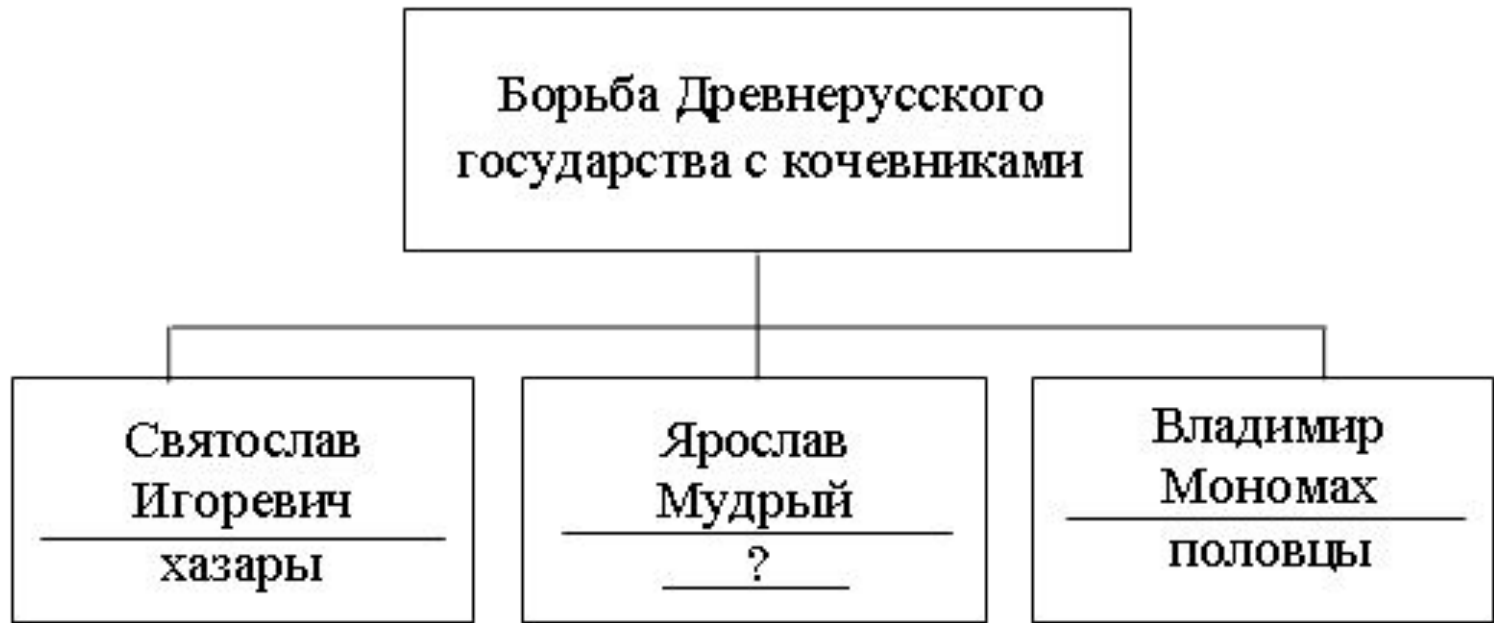 Борьба Древнерусского
государства с кочевниками
Святослав
Игоревич
хазары
Ярослав
Мудрый
?
Владимир
Мономах
половцы